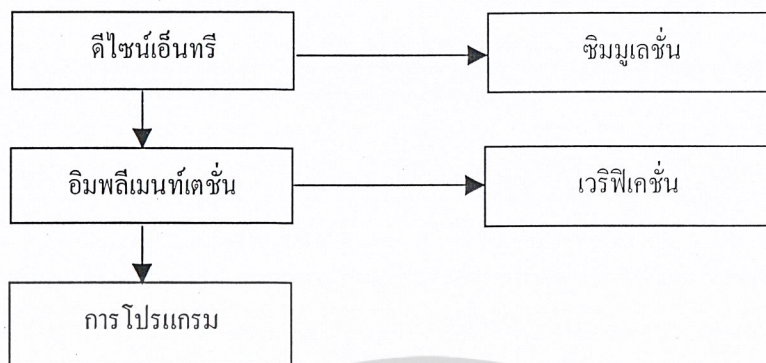 ดีไซน์เอ็นทรี
ซิมมูเลชั่น
อิมพลีเมนท์เตชั่น
เวริฟิเคชั่น
การโปรแกรม